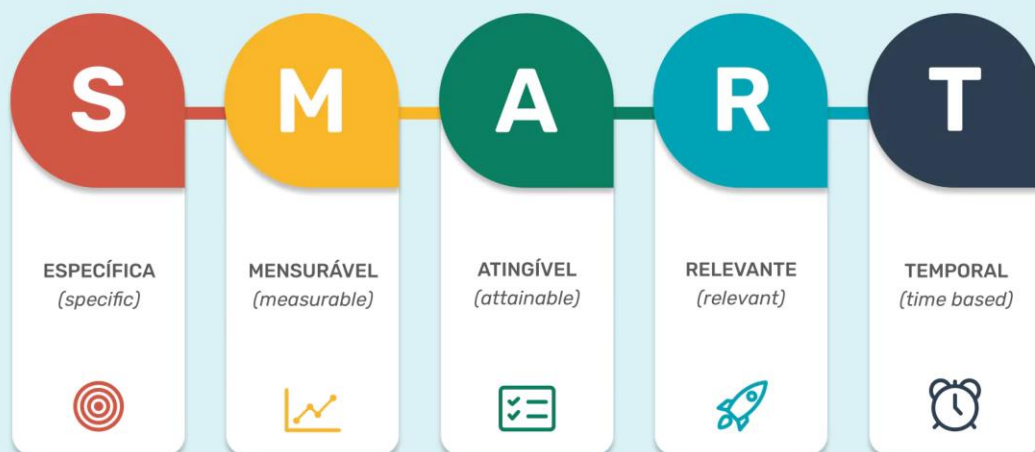 S
M
A
R
T
ESPECÍFICA
(specific)
MENSURÁVEL
(measurable)
ATINGÍVEL
(attainable)
RELEVANTE
(relevant)
TEMPORAL
(time based)